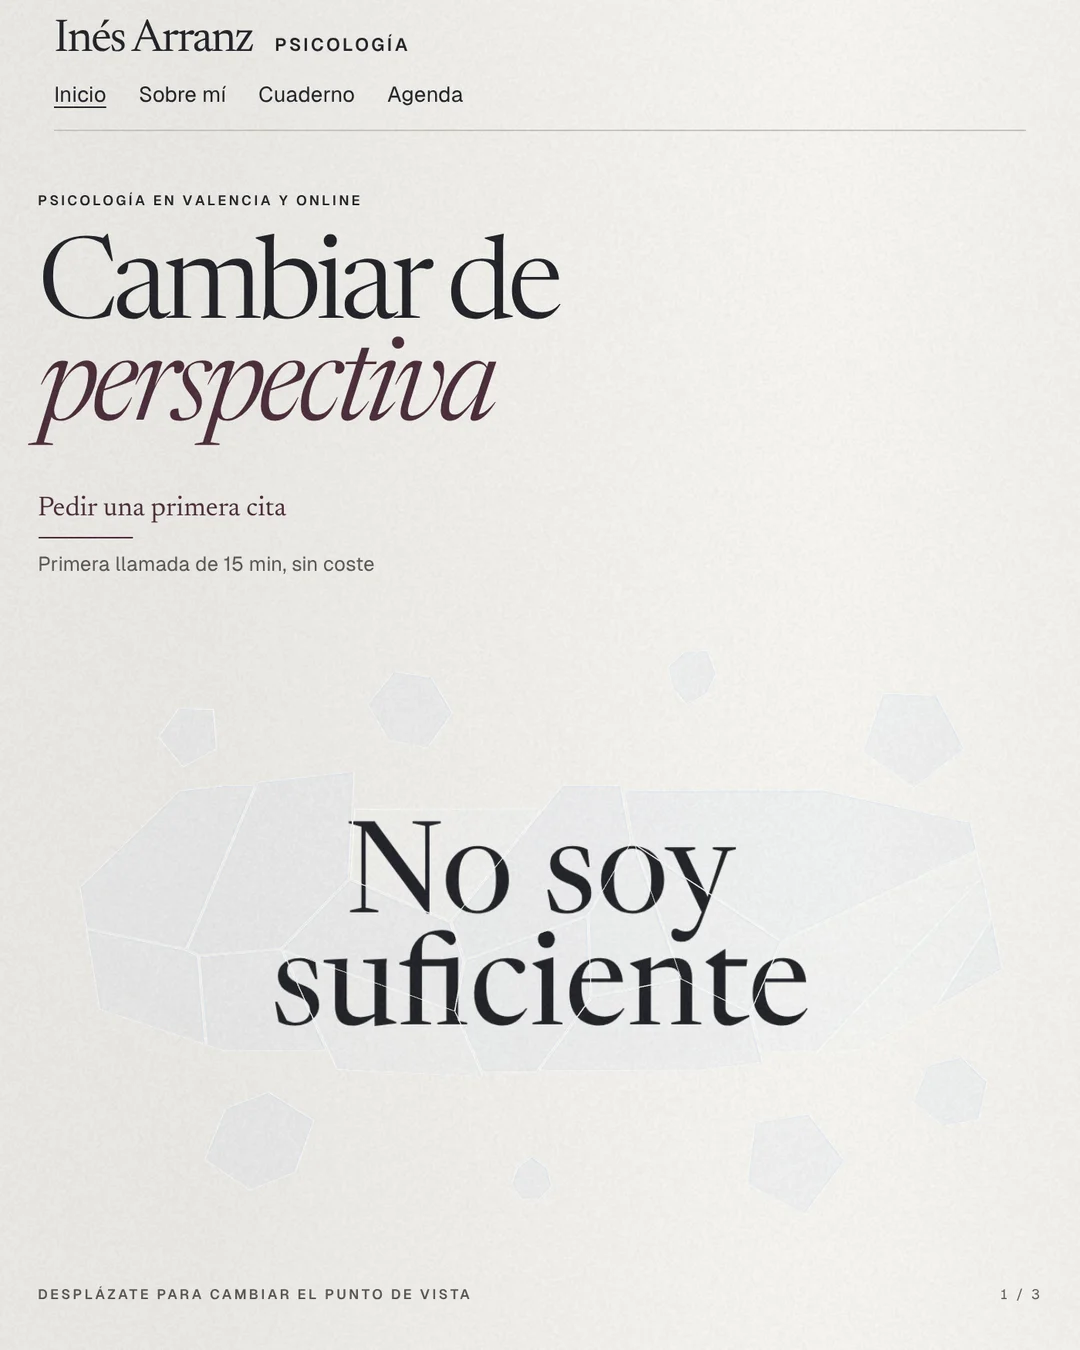 Inés Arranz PSICOLOGÍA
Inicio Sobre mí Cuaderno Agenda
PSICOLOGÍA EN VALENCIA Y ONLINE
Cambiar de
perspectiva
Pedir una primera cita
Primera llamada de 15 min, sin coste
No soy
suficiente
DESPLÁZATE PARA CAMBIAR EL PUNTO DE VISTA 1 / 3